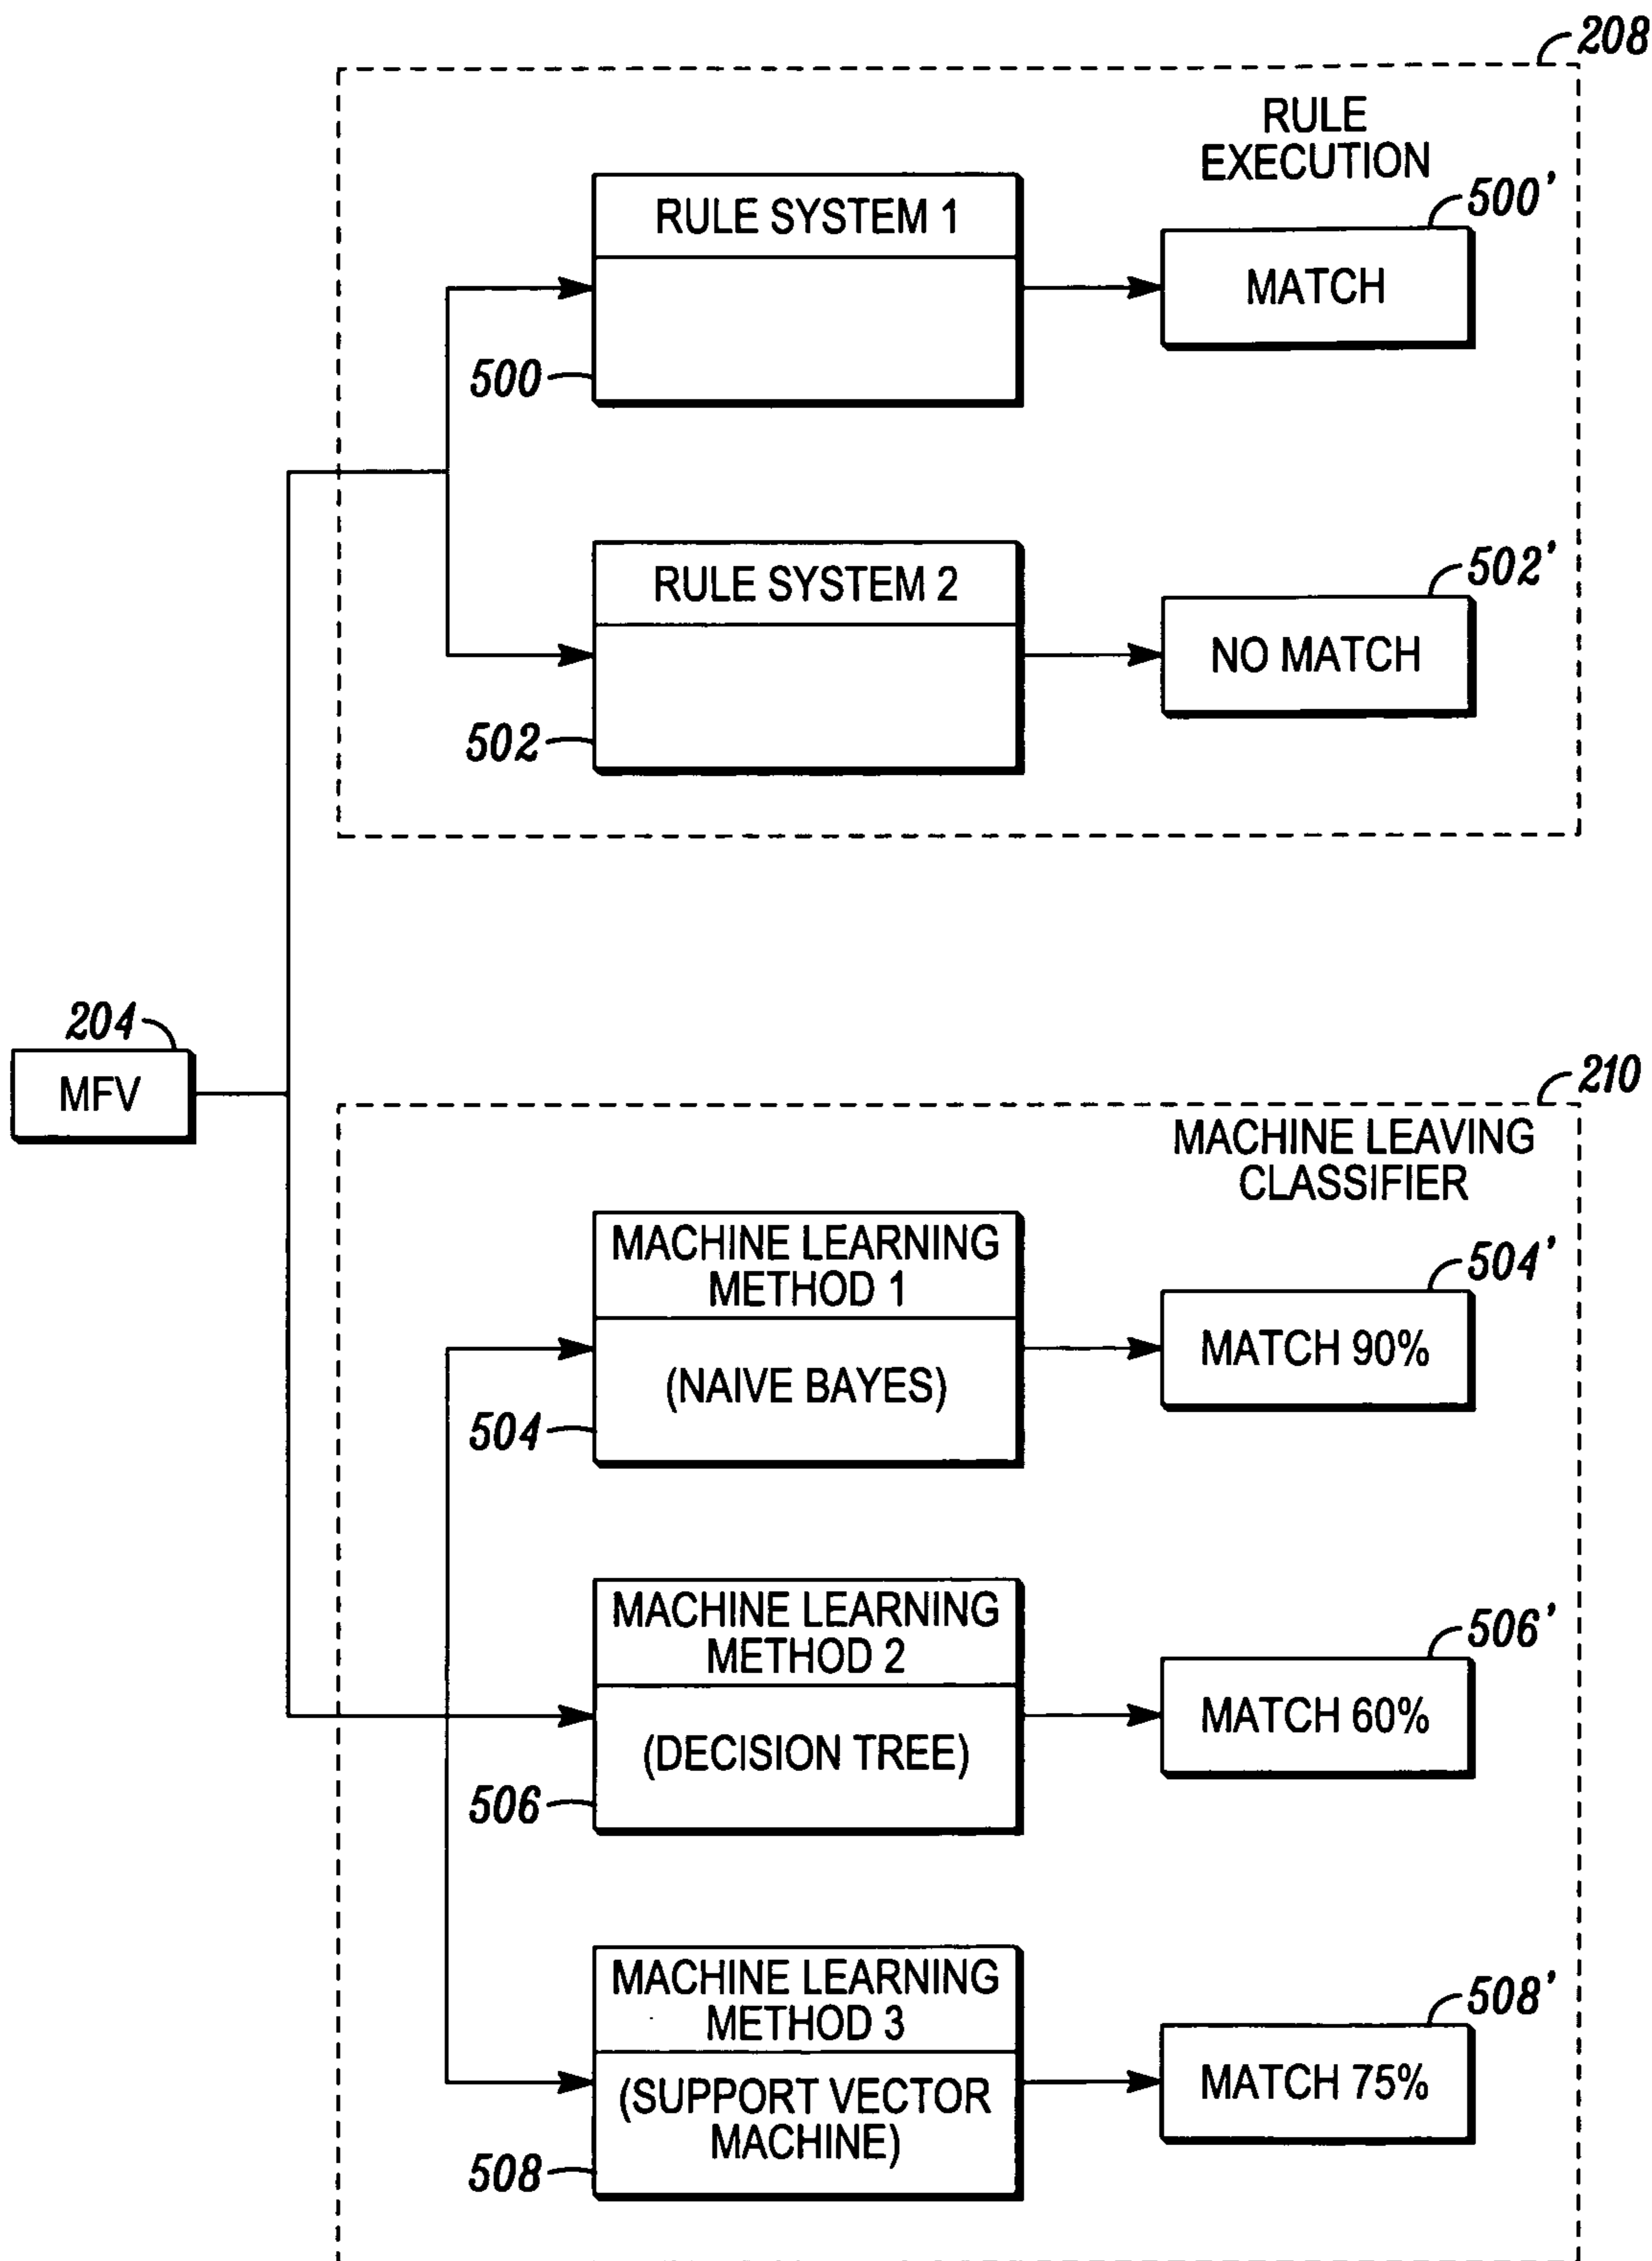 208
RULE
EXECUTION
500'
RULE SYSTEM 1
MATCH
500
502'
RULE SYSTEM 2
NO MATCH
502
204
MFV
210
MACHINE LEAVING
CLASSIFIER
MACHINE LEARNING
METHOD 1
504'
MATCH 90%
(NAIVE BAYES)
504
MACHINE LEARNING
METHOD 2
506'
MATCH 60%
(DECISION TREE)
506
MACHINE LEARNING
METHOD 3
508'
MATCH 75%
(SUPPORT VECTOR
MACHINE)
508